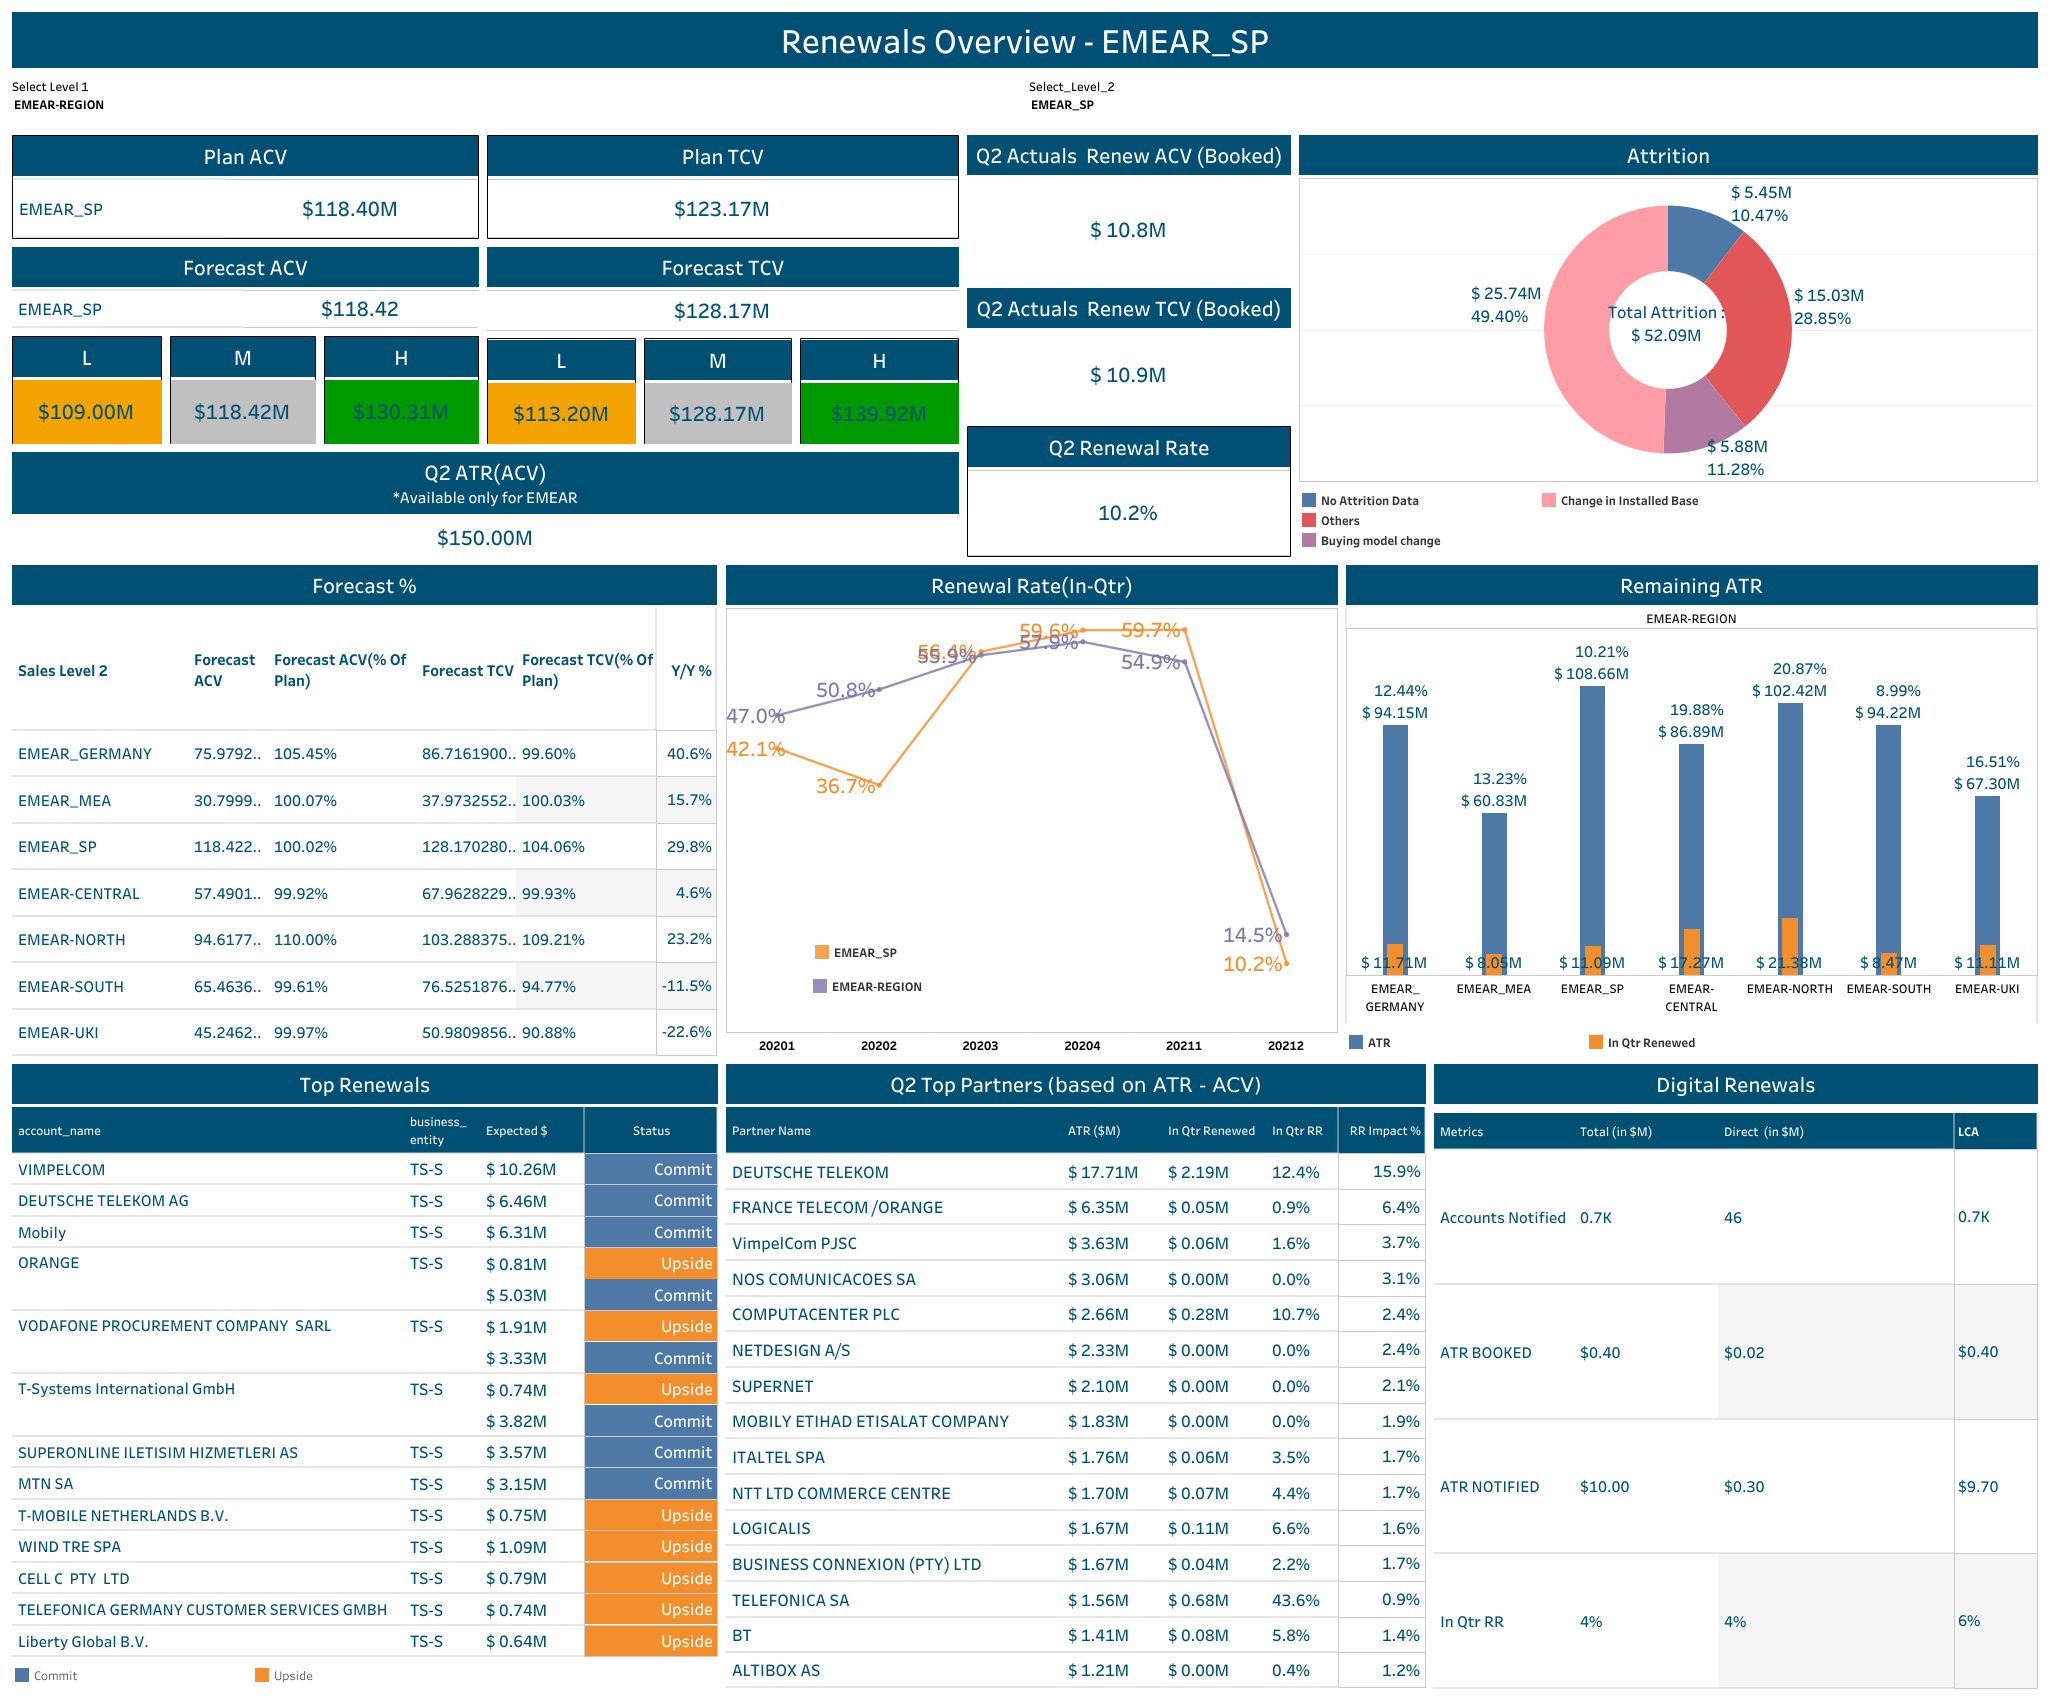 Renewals Overview - EMEAR_SP
Select Level 1
EMEAR-REGION
Select_Level_2
EMEAR_SP
Plan ACV
EMEAR_SP $118.40M
Plan TCV
$123.17M
Forecast ACV
EMEAR_SP $118.42
Forecast TCV
$128.17M
L M H
$109.00M $118.42M $130.31M
L M H
$113.20M $128.17M $139.92M
Q2 ATR(ACV)
*Available only for EMEAR
$150.00M
Q2 Actuals Renew ACV (Booked)
$ 10.8M
Q2 Actuals Renew TCV (Booked)
$ 10.9M
Q2 Renewal Rate
10.2%
Attrition
$ 5.45M
10.47%
$ 15.03M
28.85%
$ 5.88M
11.28%
$ 25.74M
49.40%
Total Attrition :
$ 52.09M
No Attrition Data
Others
Buying model change
Change in Installed Base
Forecast %
Sales Level 2 Forecast ACV Forecast ACV(% Of Plan) Forecast TCV Forecast TCV(% Of Plan) Y/Y %
EMEAR_GERMANY 75.9792.. 105.45% 86.7161900.. 99.60% 40.6%
EMEAR_MEA 30.7999.. 100.07% 37.9732552.. 100.03% 15.7%
EMEAR_SP 118.422.. 100.02% 128.170280.. 104.06% 29.8%
EMEAR-CENTRAL 57.4901.. 99.92% 67.9628229.. 99.93% 4.6%
EMEAR-NORTH 94.6177.. 110.00% 103.288375.. 109.21% 23.2%
EMEAR-SOUTH 65.4636.. 99.61% 76.5251876.. 94.77% -11.5%
EMEAR-UKI 45.2462.. 99.97% 50.9809856.. 90.88% -22.6%
Renewal Rate(In-Qtr)
59.6% 59.7%
56.4%
55.9% 57.9% 54.9%
50.8%
47.0%
42.1%
36.7%
14.5%
10.2%
EMEAR_SP
EMEAR-REGION
20201 20202 20203 20204 20211 20212
Remaining ATR
EMEAR-REGION
12.44%
$ 94.15M
13.23%
$ 60.83M
10.21%
$ 108.66M
19.88%
$ 86.89M
20.87%
$ 102.42M
8.99%
$ 94.22M
16.51%
$ 67.30M
$ 11.71M $ 8.05M $ 11.09M $ 17.27M $ 21.38M $ 8.47M $ 11.11M
EMEAR_ GERMANY EMEAR_MEA EMEAR_SP EMEAR- CENTRAL EMEAR-NORTH EMEAR-SOUTH EMEAR-UKI
ATR In Qtr Renewed
Top Renewals
account_name business_ entity Expected $ Status
VIMPELCOM TS-S $ 10.26M Commit
DEUTSCHE TELEKOM AG TS-S $ 6.46M Commit
Mobily TS-S $ 6.31M Commit
ORANGE TS-S $ 0.81M Upside
$ 5.03M Commit
VODAFONE PROCUREMENT COMPANY SARL TS-S $ 1.91M Upside
$ 3.33M Commit
T-Systems International GmbH TS-S $ 0.74M Upside
$ 3.82M Commit
SUPERONLINE ILETISIM HIZMETLERI AS TS-S $ 3.57M Commit
MTN SA TS-S $ 3.15M Commit
T-MOBILE NETHERLANDS B.V. TS-S $ 0.75M Upside
WIND TRE SPA TS-S $ 1.09M Upside
CELL C PTY LTD TS-S $ 0.79M Upside
TELEFONICA GERMANY CUSTOMER SERVICES GMBH TS-S $ 0.74M Upside
Liberty Global B.V. TS-S $ 0.64M Upside
Commit Upside
Q2 Top Partners (based on ATR - ACV)
Partner Name ATR ($M) In Qtr Renewed In Qtr RR RR Impact %
DEUTSCHE TELEKOM $ 17.71M $ 2.19M 12.4% 15.9%
FRANCE TELECOM /ORANGE $ 6.35M $ 0.05M 0.9% 6.4%
VimpelCom PJSC $ 3.63M $ 0.06M 1.6% 3.7%
NOS COMUNICACOES SA $ 3.06M $ 0.00M 0.0% 3.1%
COMPUTACENTER PLC $ 2.66M $ 0.28M 10.7% 2.4%
NETDESIGN A/S $ 2.33M $ 0.00M 0.0% 2.4%
SUPERNET $ 2.10M $ 0.00M 0.0% 2.1%
MOBILY ETIHAD ETISALAT COMPANY $ 1.83M $ 0.00M 0.0% 1.9%
ITALTEL SPA $ 1.76M $ 0.06M 3.5% 1.7%
NTT LTD COMMERCE CENTRE $ 1.70M $ 0.07M 4.4% 1.7%
LOGICALIS $ 1.67M $ 0.11M 6.6% 1.6%
BUSINESS CONNEXION (PTY) LTD $ 1.67M $ 0.04M 2.2% 1.7%
TELEFONICA SA $ 1.56M $ 0.68M 43.6% 0.9%
BT $ 1.41M $ 0.08M 5.8% 1.4%
ALTIBOX AS $ 1.21M $ 0.00M 0.4% 1.2%
Digital Renewals
Metrics Total (in $M) Direct (in $M) LCA
Accounts Notified 0.7K 46 0.7K
ATR BOOKED $0.40 $0.02 $0.40
ATR NOTIFIED $10.00 $0.30 $9.70
In Qtr RR 4% 4% 6%